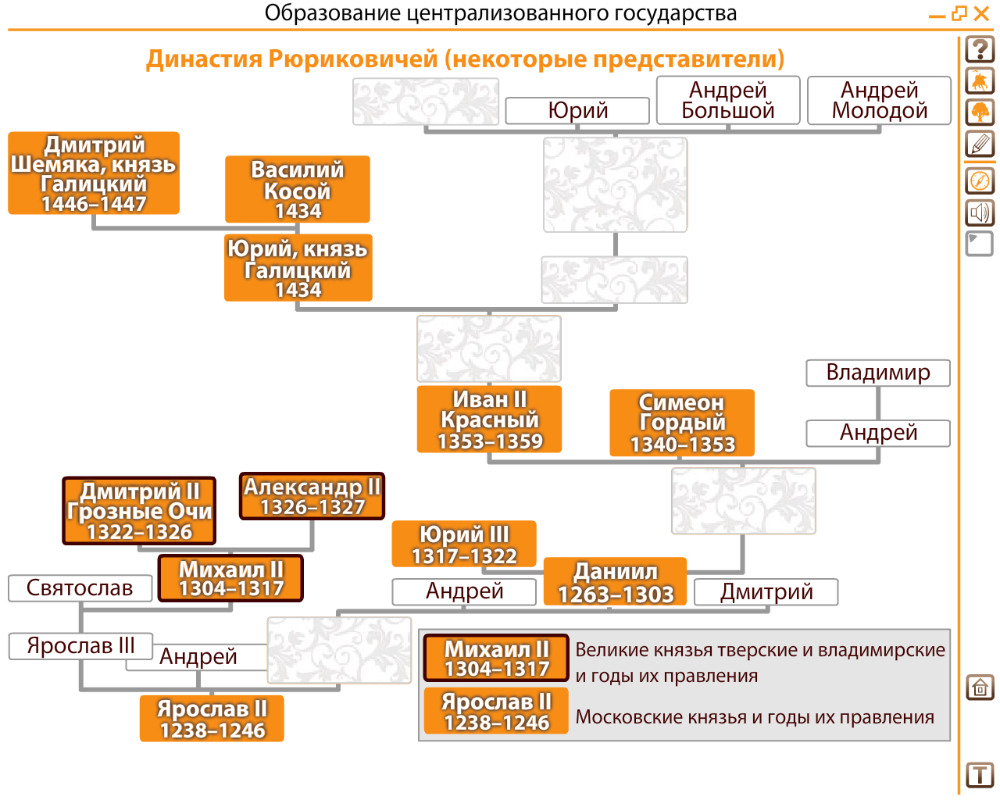 Образование централизованного государства
Династия Рюриковичей (некоторые представители)
Юрий
Андрей
Большой
Андрей
Молодой
Дмитрий
Шемяка, князь
Галицкий
1446–1447
Василий
Косой
1434
Юрий, князь
Галицкий
1434
Владимир
Иван II
Красный
1353–1359
Симеон
Гордый
1340–1353
Андрей
Дмитрий II
Грозные Очи
1322–1326
Александр II
1326–1327
Юрий III
1317–1322
Михаил II
1304–1317
Даниил
1263–1303
Святослав
Андрей
Дмитрий
Ярослав III
Андрей
Ярослав II
1238–1246
Михаил II
1304–1317
Великие князья тверские и владимирские
и годы их правления
Ярослав II
1238–1246
Московские князья и годы их правления
?
T